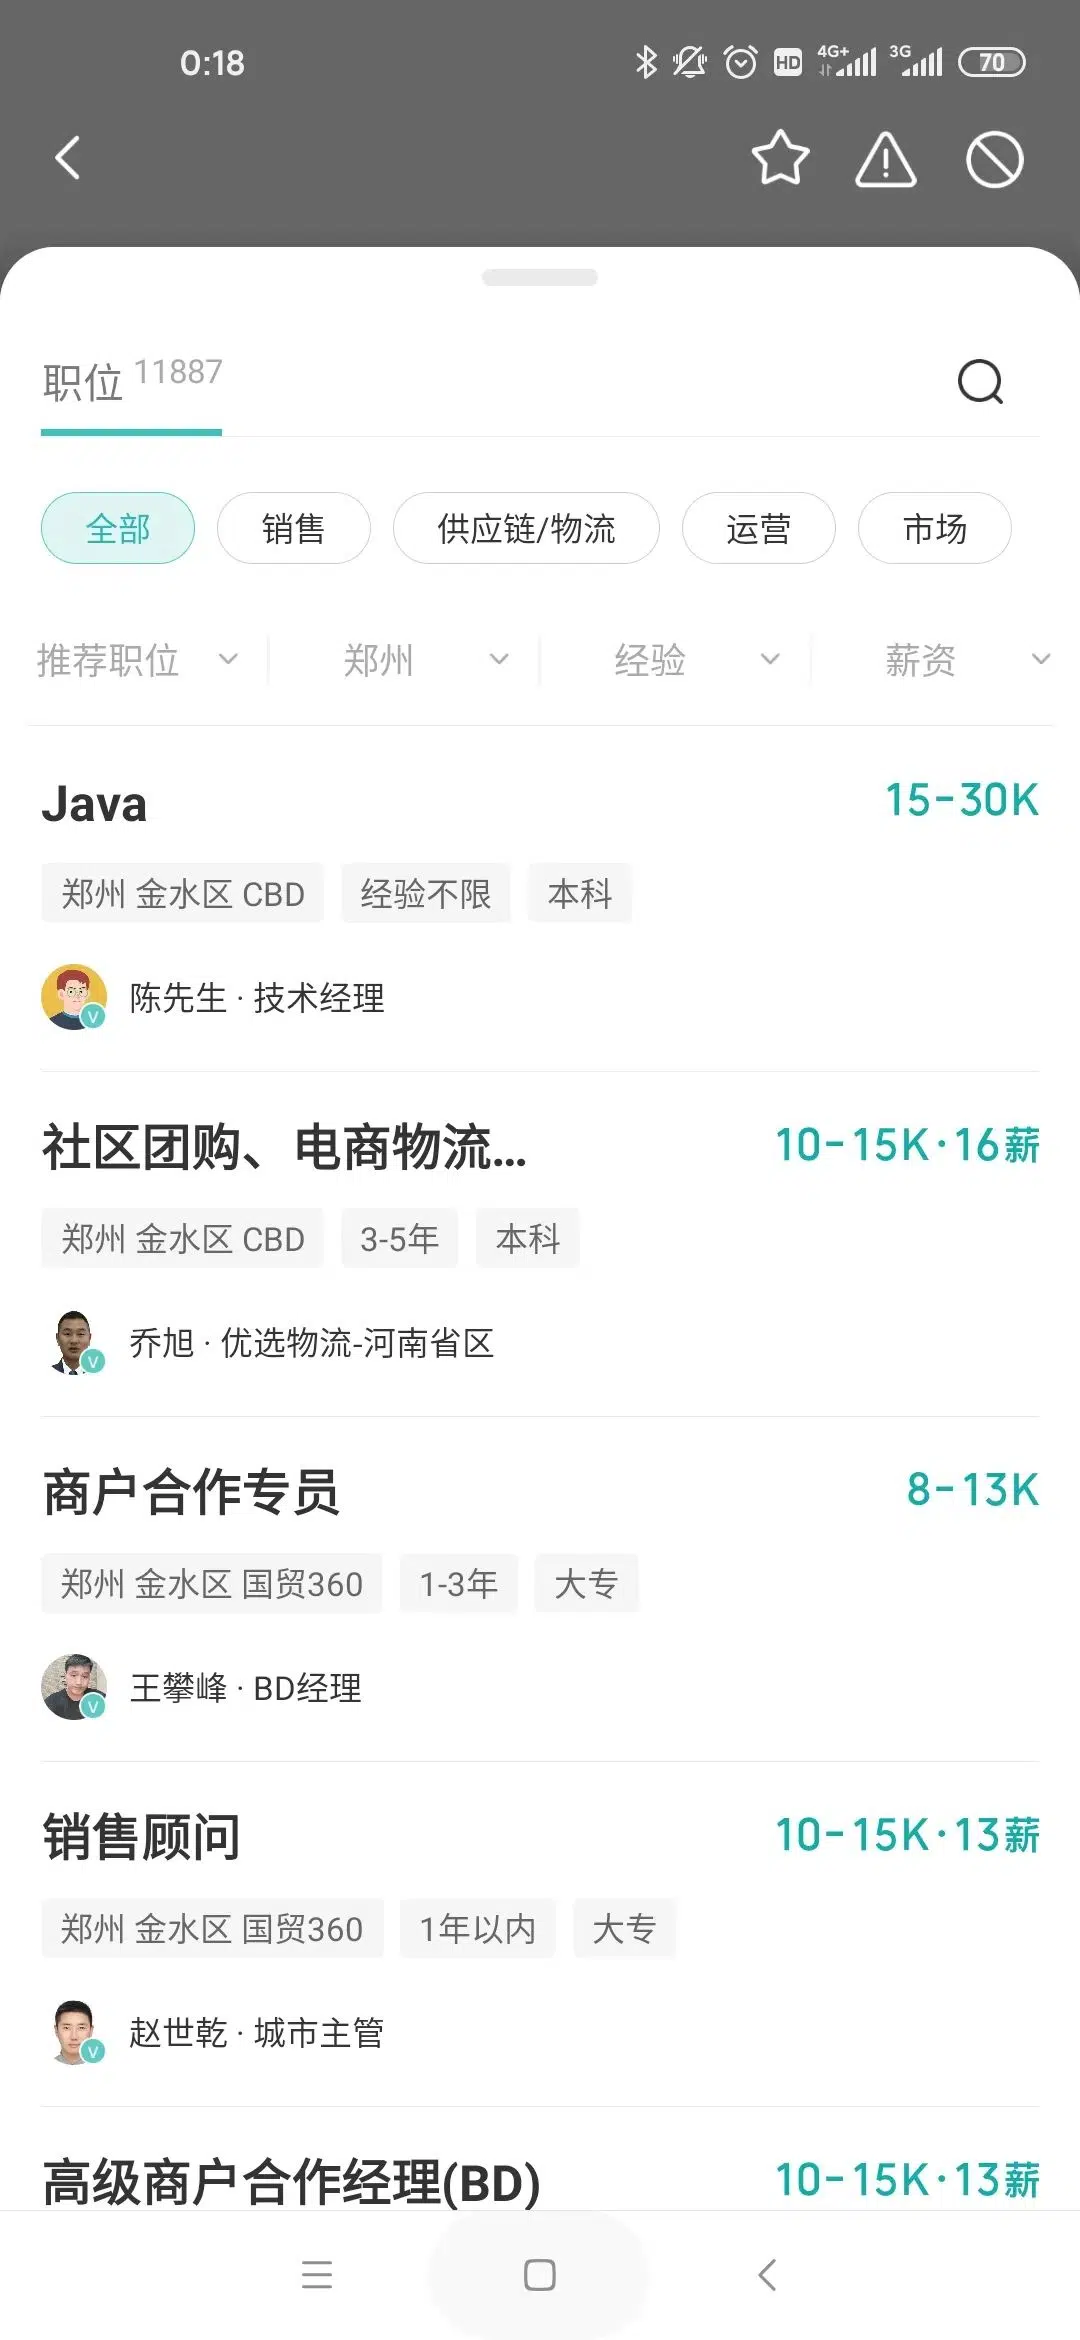 0:18
HD 4G+ 3G 70
职位 11887
全部 销售 供应链/物流 运营 市场
推荐职位 郑州 经验 薪资
Java 15-30K
郑州 金水区 CBD 经验不限 本科
陈先生 · 技术经理
社区团购、电商物流... 10-15K·16薪
郑州 金水区 CBD 3-5年 本科
乔旭 · 优选物流-河南省区
商户合作专员 8-13K
郑州 金水区 国贸360 1-3年 大专
王攀峰 · BD经理
销售顾问 10-15K·13薪
郑州 金水区 国贸360 1年以内 大专
赵世乾 · 城市主管
高级商户合作经理(BD) 10-15K·13薪